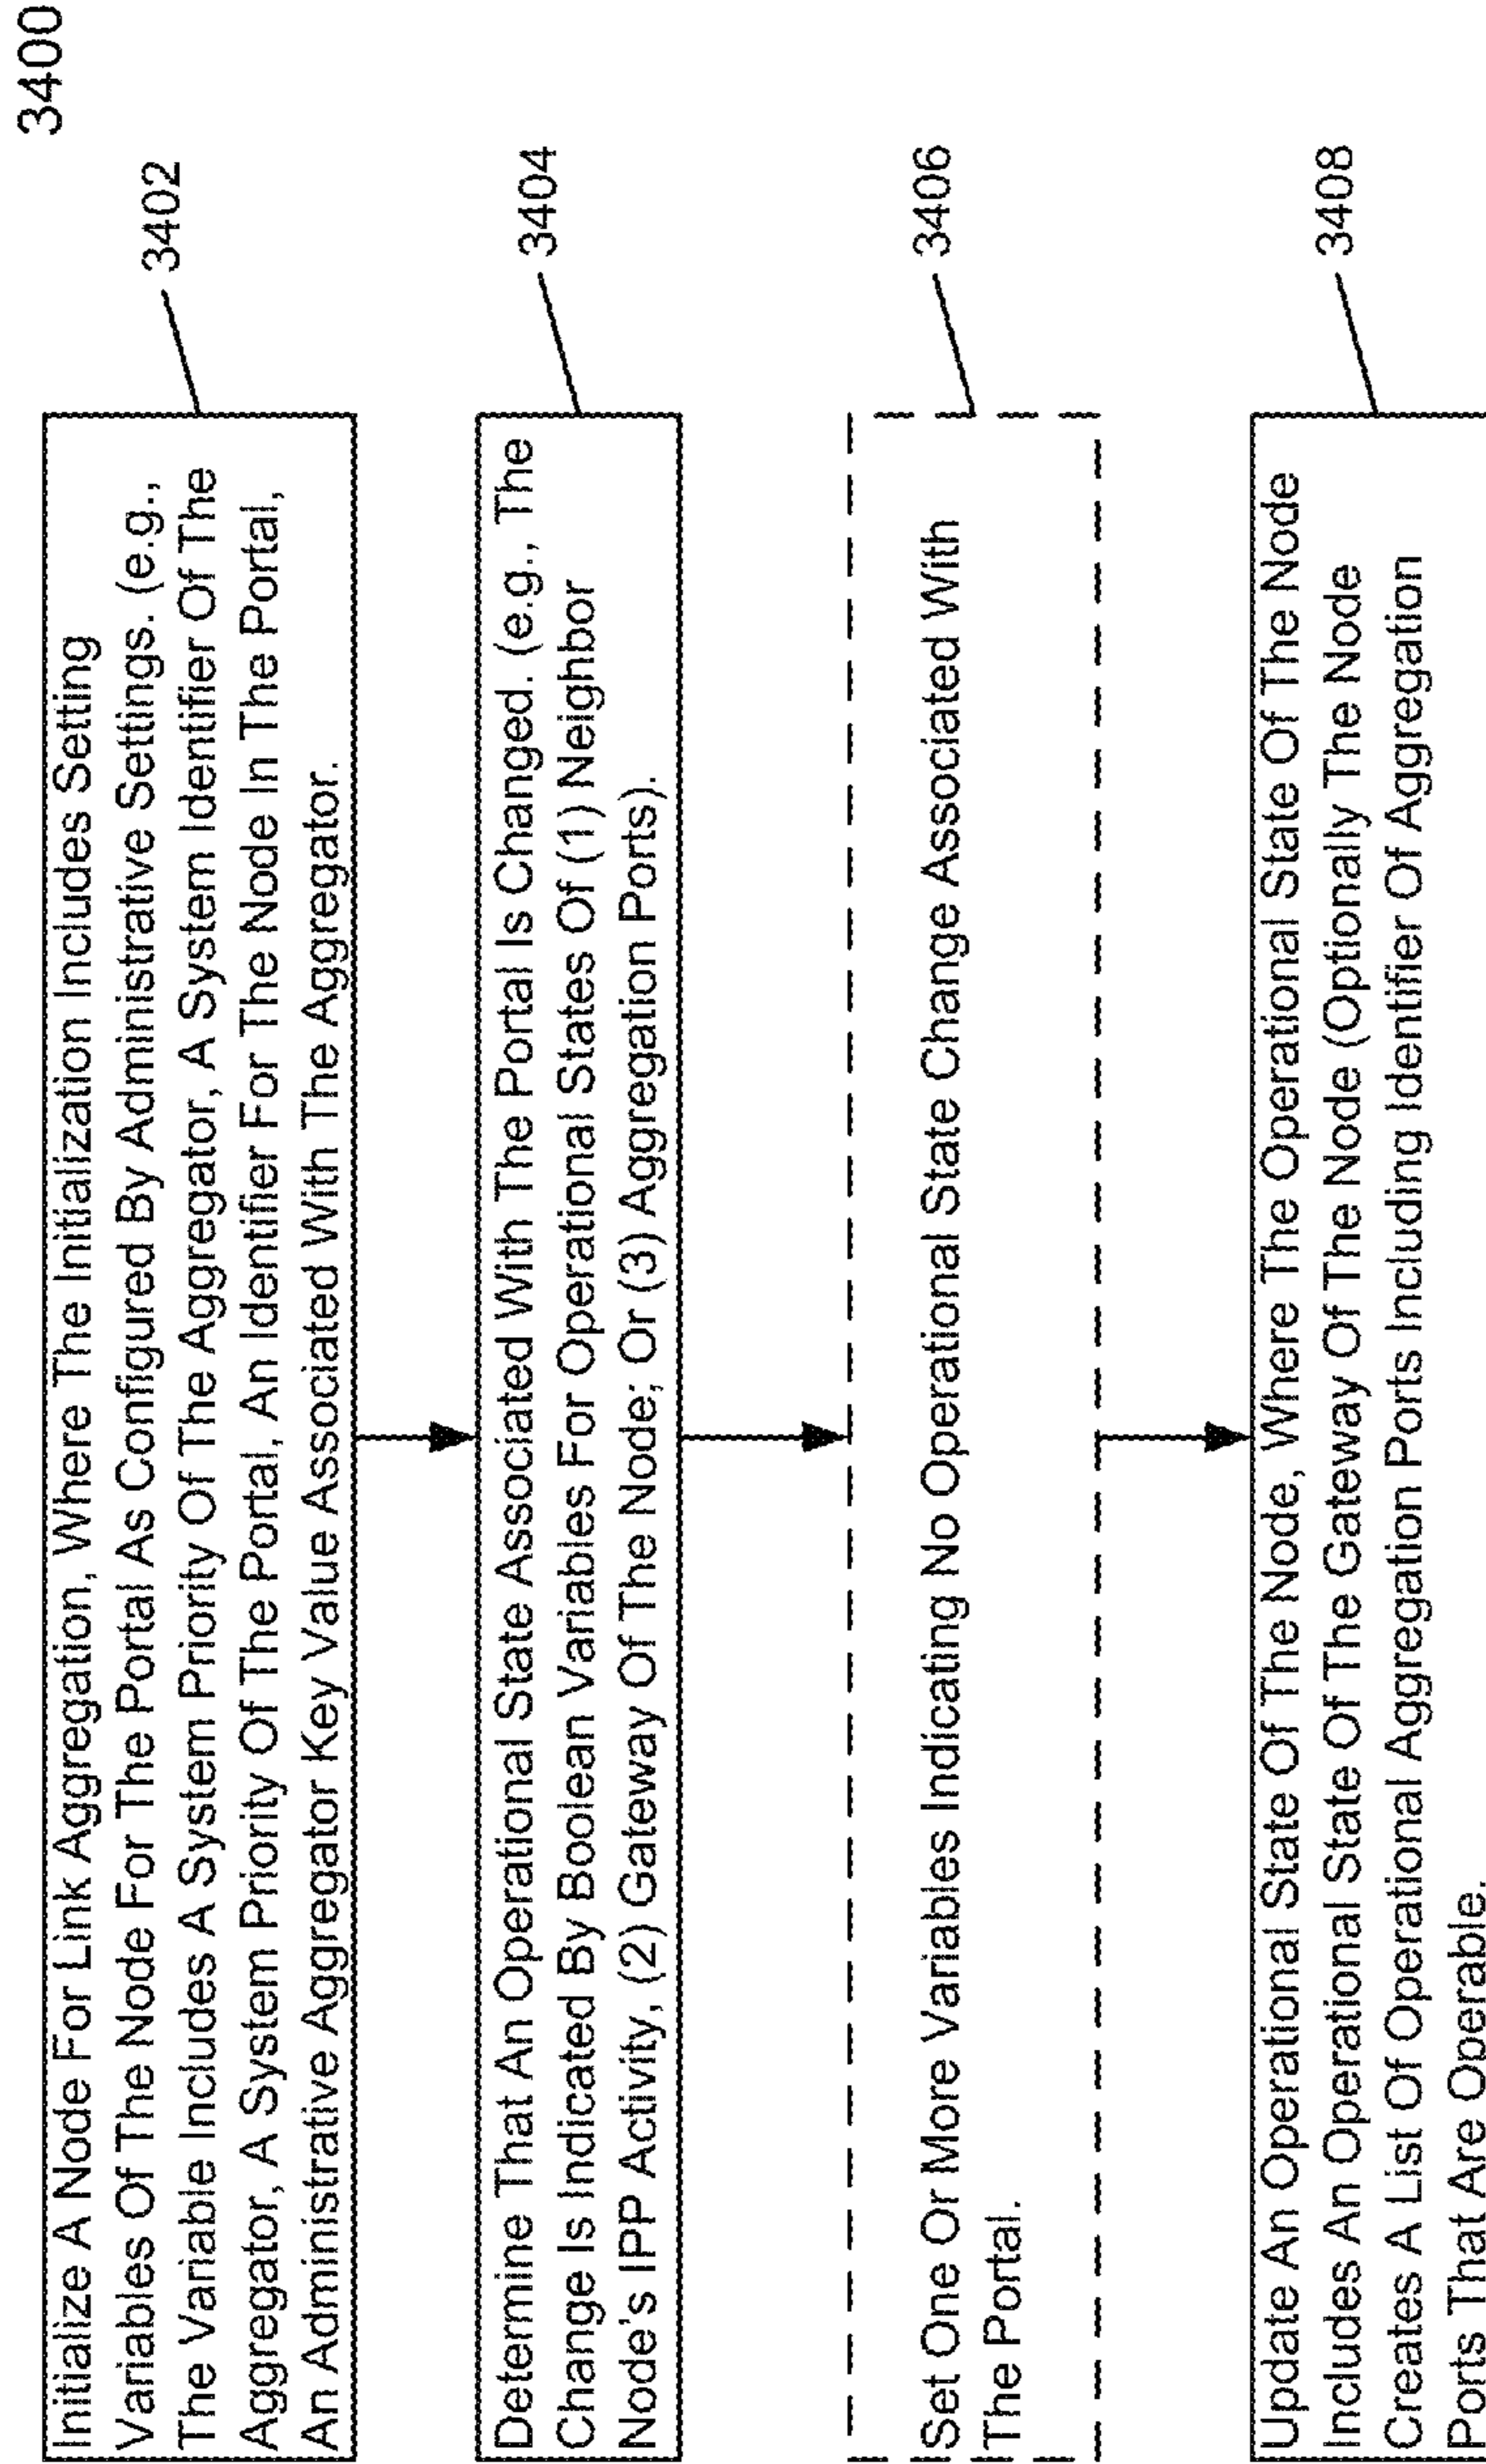 3400
Initialize A Node For Link Aggregation, Where The Initialization Includes Setting
Variables Of The Node For The Portal As Configured By Administrative Settings. (e.g.,
The Variable Includes A System Priority Of The Aggregator, A System Identifier Of The
Aggregator, A System Priority Of The Portal, An Identifier For The Node In The Portal,
An Administrative Aggregator Key Value Associated With The Aggregator.
3402
Determine That An Operational State Associated With The Portal Is Changed. (e.g., The
Change Is Indicated By Boolean Variables For Operational States Of (1) Neighbor
Node's IPP Activity, (2) Gateway Of The Node; Or (3) Aggregation Ports).
3404
Set One Or More Variables Indicating No Operational State Change Associated With
The Portal.
3406
Update An Operational State Of The Node, Where The Operational State Of The Node
Includes An Operational State Of The Gateway Of The Node (Optionally The Node
Creates A List Of Operational Aggregation Ports Including Identifier Of Aggregation
Ports That Are Operable.
3408